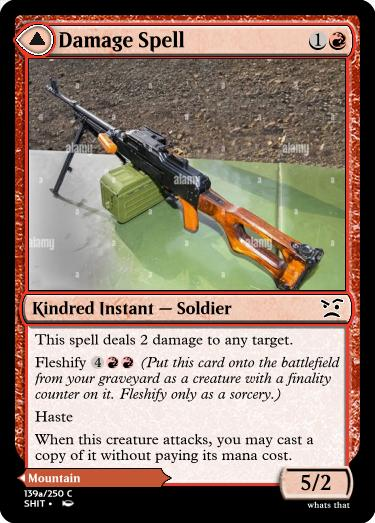 Damage Spell
1
alamy
alamy
alamy
alamy
a
a
a
a
a
a
Kindred Instant — Soldier
This spell deals 2 damage to any target.
Fleshify 4 (Put this card onto the battlefield
from your graveyard as a creature with a finality
counter on it. Fleshify only as a sorcery.)
Haste
When this creature attacks, you may cast a
copy of it without paying its mana cost.
Mountain
5/2
139a/250 C
SHIT •
whats that